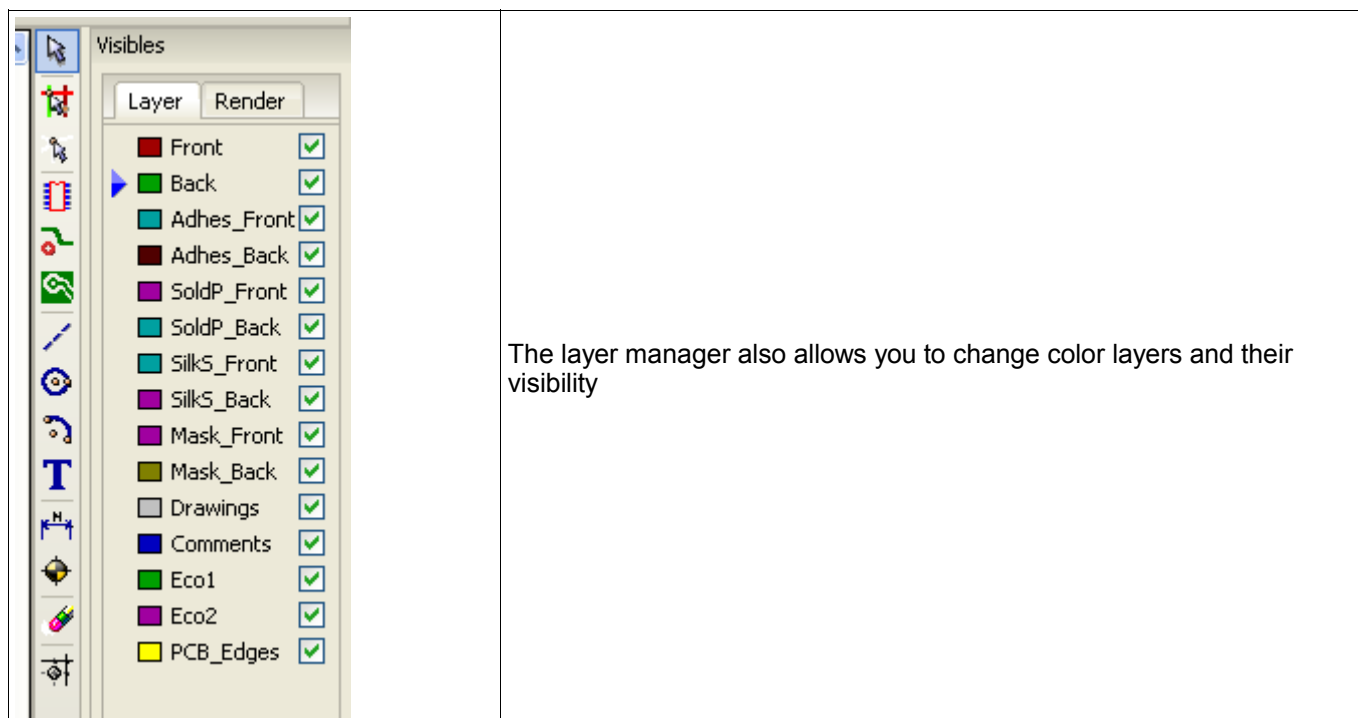 Visibles
Layer Render
Front
Back
Adhes_Front
Adhes_Back
SoldP_Front
SoldP_Back
SilkS_Front
SilkS_Back
Mask_Front
Mask_Back
Drawings
Comments
Eco1
Eco2
PCB_Edges
T
N
The layer manager also allows you to change color layers and their
visibility